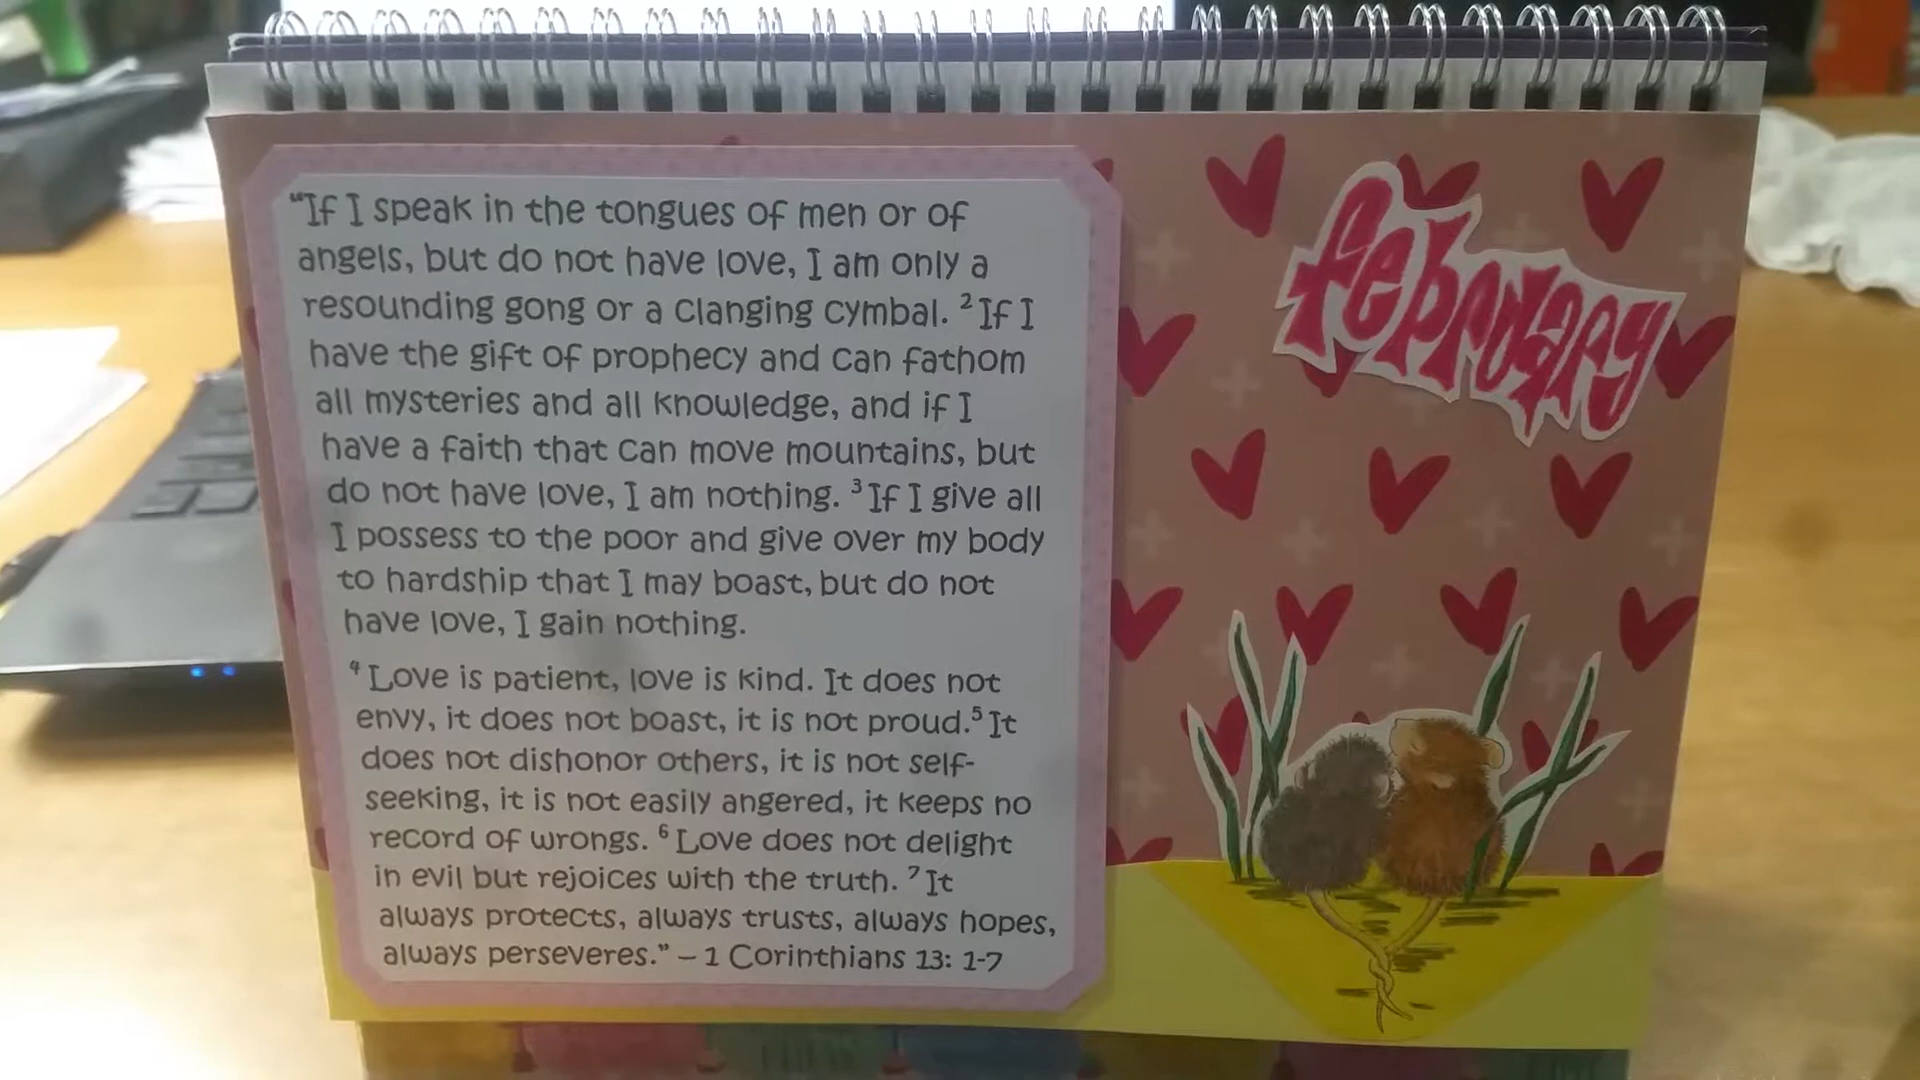 “If I speak in the tongues of men or of
angels, but do not have love, I am only a
resounding gong or a clanging cymbal. ²If I
have the gift of prophecy and can fathom
all mysteries and all knowledge, and if I
have a faith that can move mountains, but
do not have love, I am nothing. ³If I give all
I possess to the poor and give over my body
to hardship that I may boast, but do not
have love, I gain nothing.
⁴Love is patient, love is kind. It does not
envy, it does not boast, it is not proud.⁵It
does not dishonor others, it is not self-
seeking, it is not easily angered, it keeps no
record of wrongs. ⁶Love does not delight
in evil but rejoices with the truth. ⁷It
always protects, always trusts, always hopes,
always perseveres.” – 1 Corinthians 13: 1-7
february